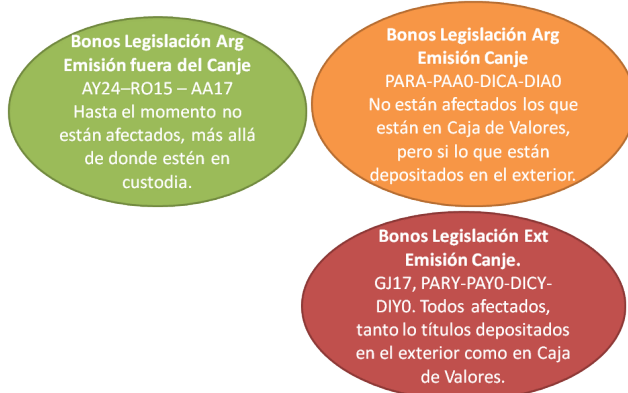 Bonos Legislación Arg
Emisión fuera del Canje
AY24–RO15 – AA17
Hasta el momento no
están afectados, más allá
de donde estén en
custodia.
Bonos Legislación Arg
Emisión Canje
PARA-PAA0-DICA-DIA0
No están afectados los que
están en Caja de Valores,
pero si lo que están
depositados en el exterior.
Bonos Legislación Ext
Emisión Canje.
GJ17, PARY-PAY0-DICY-
DIY0. Todos afectados,
tanto lo títulos depositados
en el exterior como en Caja
de Valores.